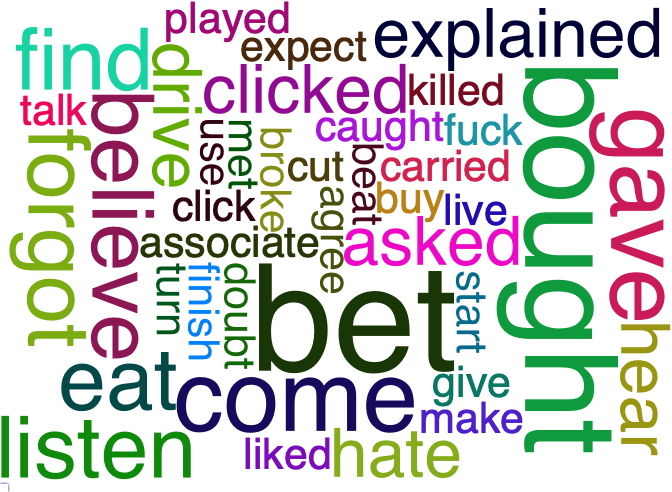 played
expect
explained
find
drive
clicked
killed
talk
believe
forgot
use
met
broke
caught
fuck
bought
gave
cut
beat
carried
click
agree
buy
live
associate
asked
turn
finish
doubt
bet
start
hear
eat
come
give
make
listen
liked
hate